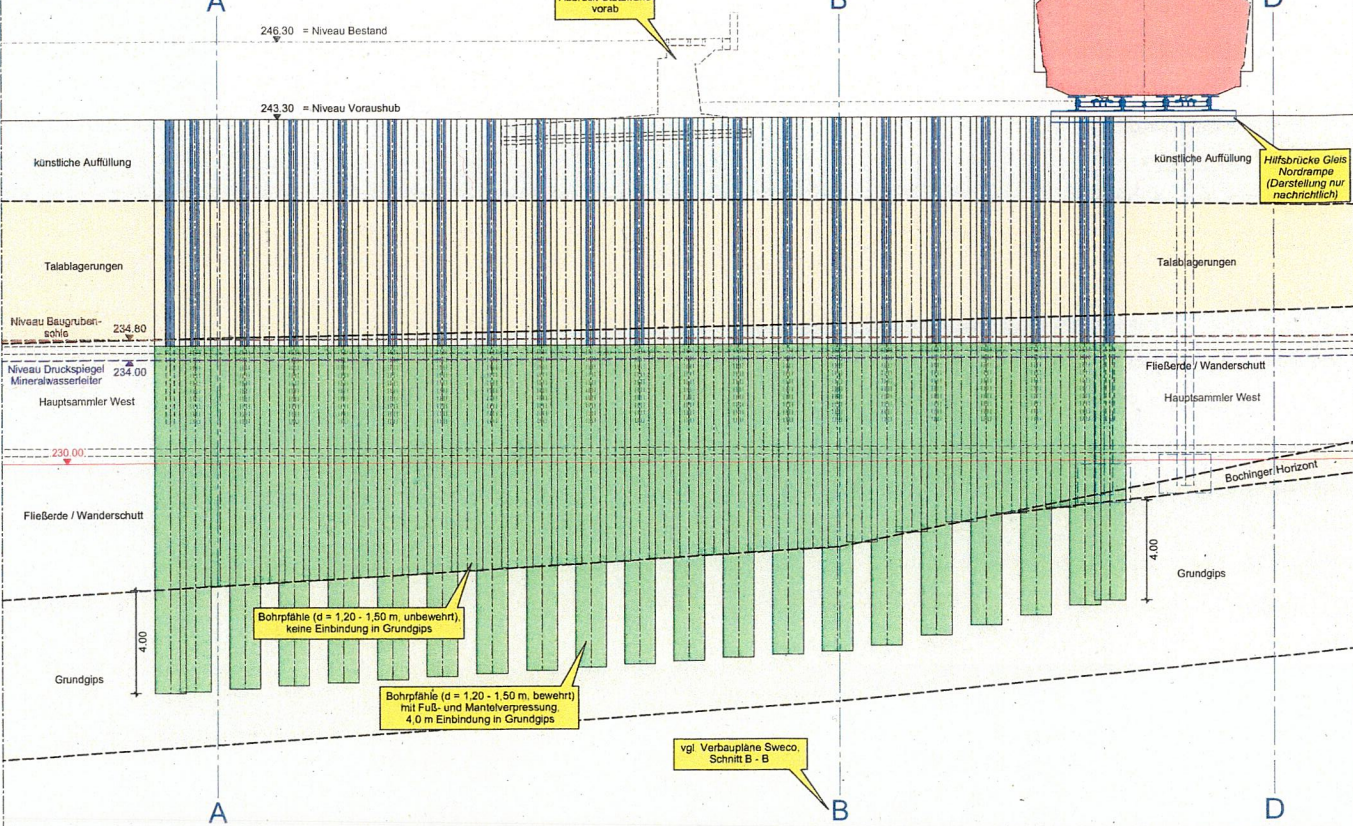 A
B
D
vorab
246.30 = Niveau Bestand
243.30 = Niveau Voraushub
künstliche Auffüllung
künstliche Auffüllung
Hilfsbrücke Gleis
Nordrampe
(Darstellung nur
nachrichtlich)
Talablagerungen
Talablagerungen
Niveau Baugruben-
sohle
234.80
Niveau Druckspiegel
Mineralwasserleiter
234.00
Hauptsammler West
Fließerde / Wanderschutt
Hauptsammler West
230.00
Bochinger Horizont
Fließerde / Wanderschutt
4.00
Grundgips
Bohrpfähle (d = 1,20 - 1,50 m, unbewehrt),
keine Einbindung in Grundgips
4.00
Grundgips
Bohrpfähle (d = 1,20 - 1,50 m, bewehrt)
mit Fuß- und Mantelverpressung,
4,0 m Einbindung in Grundgips
vgl. Verbaupläne Sweco,
Schnitt B - B
A
B
D